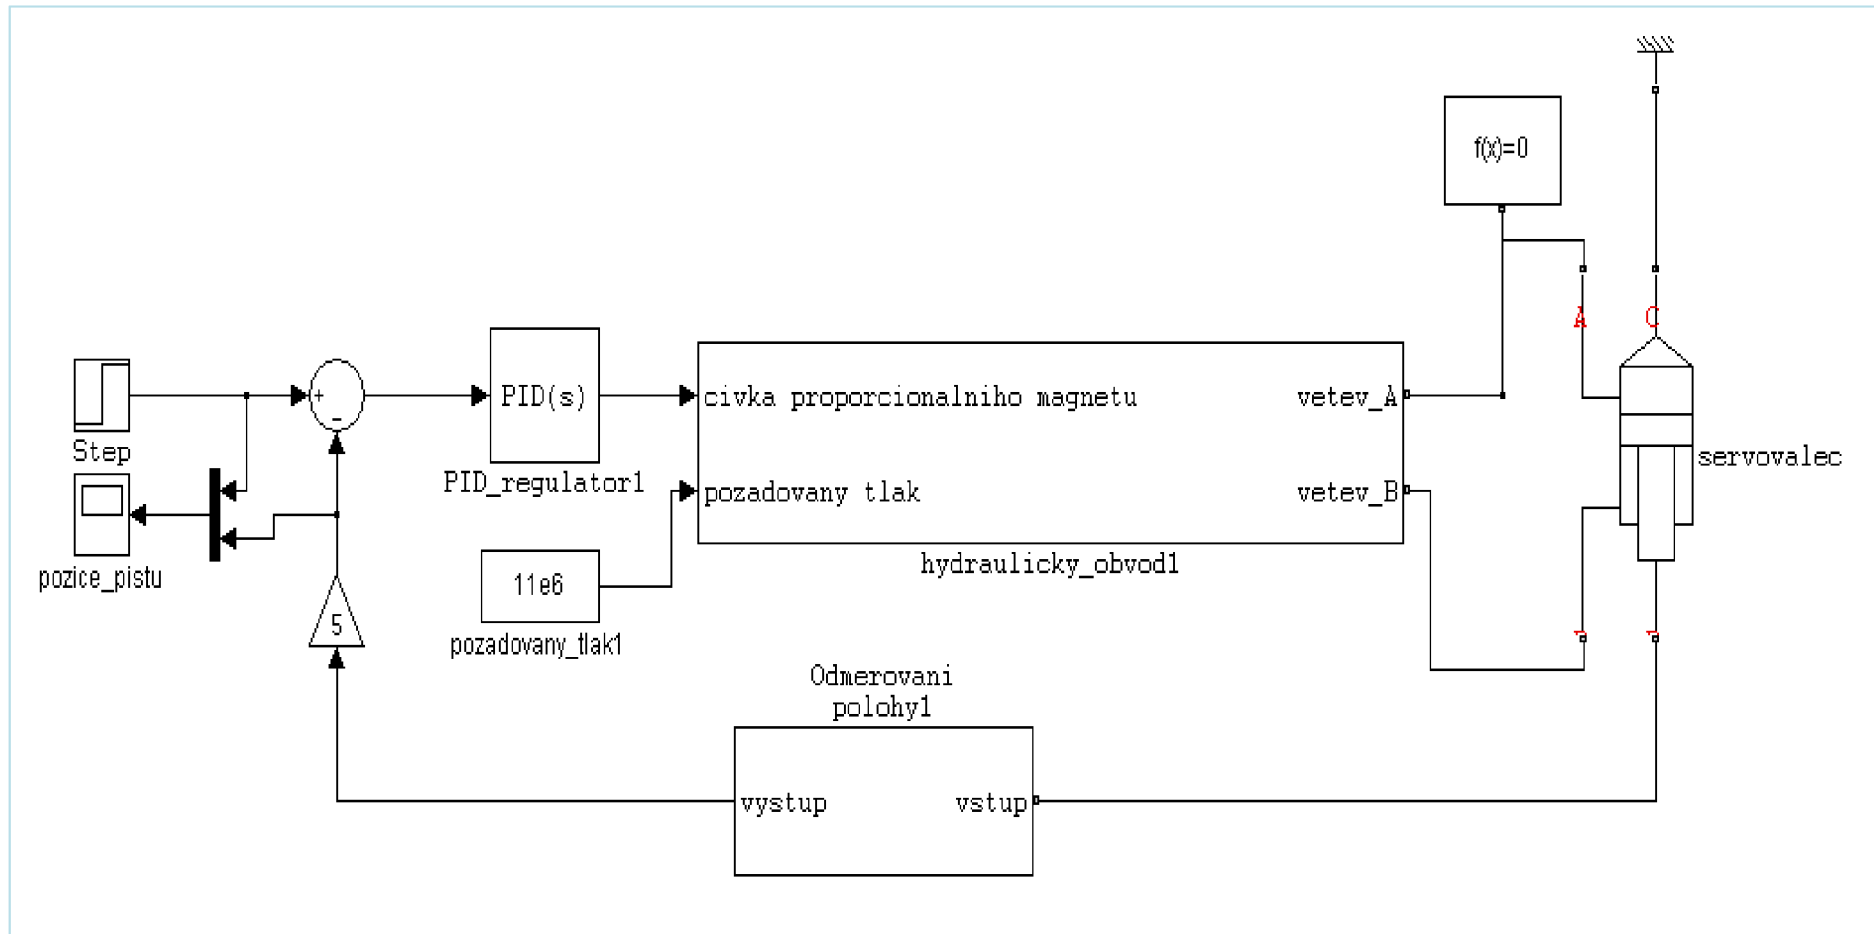 f(x)=0
A
C
Step
+
-
PID(s)
PID_regulator1
civka proporcionalniho magnetu
vetev_A
servovalec
pozadovany tlak
vetev_B
hydraulicky_obvod1
pozice_pistu
11e6
pozadovany_tlak1
5
Odmerovani
polohy1
vystup
vstup